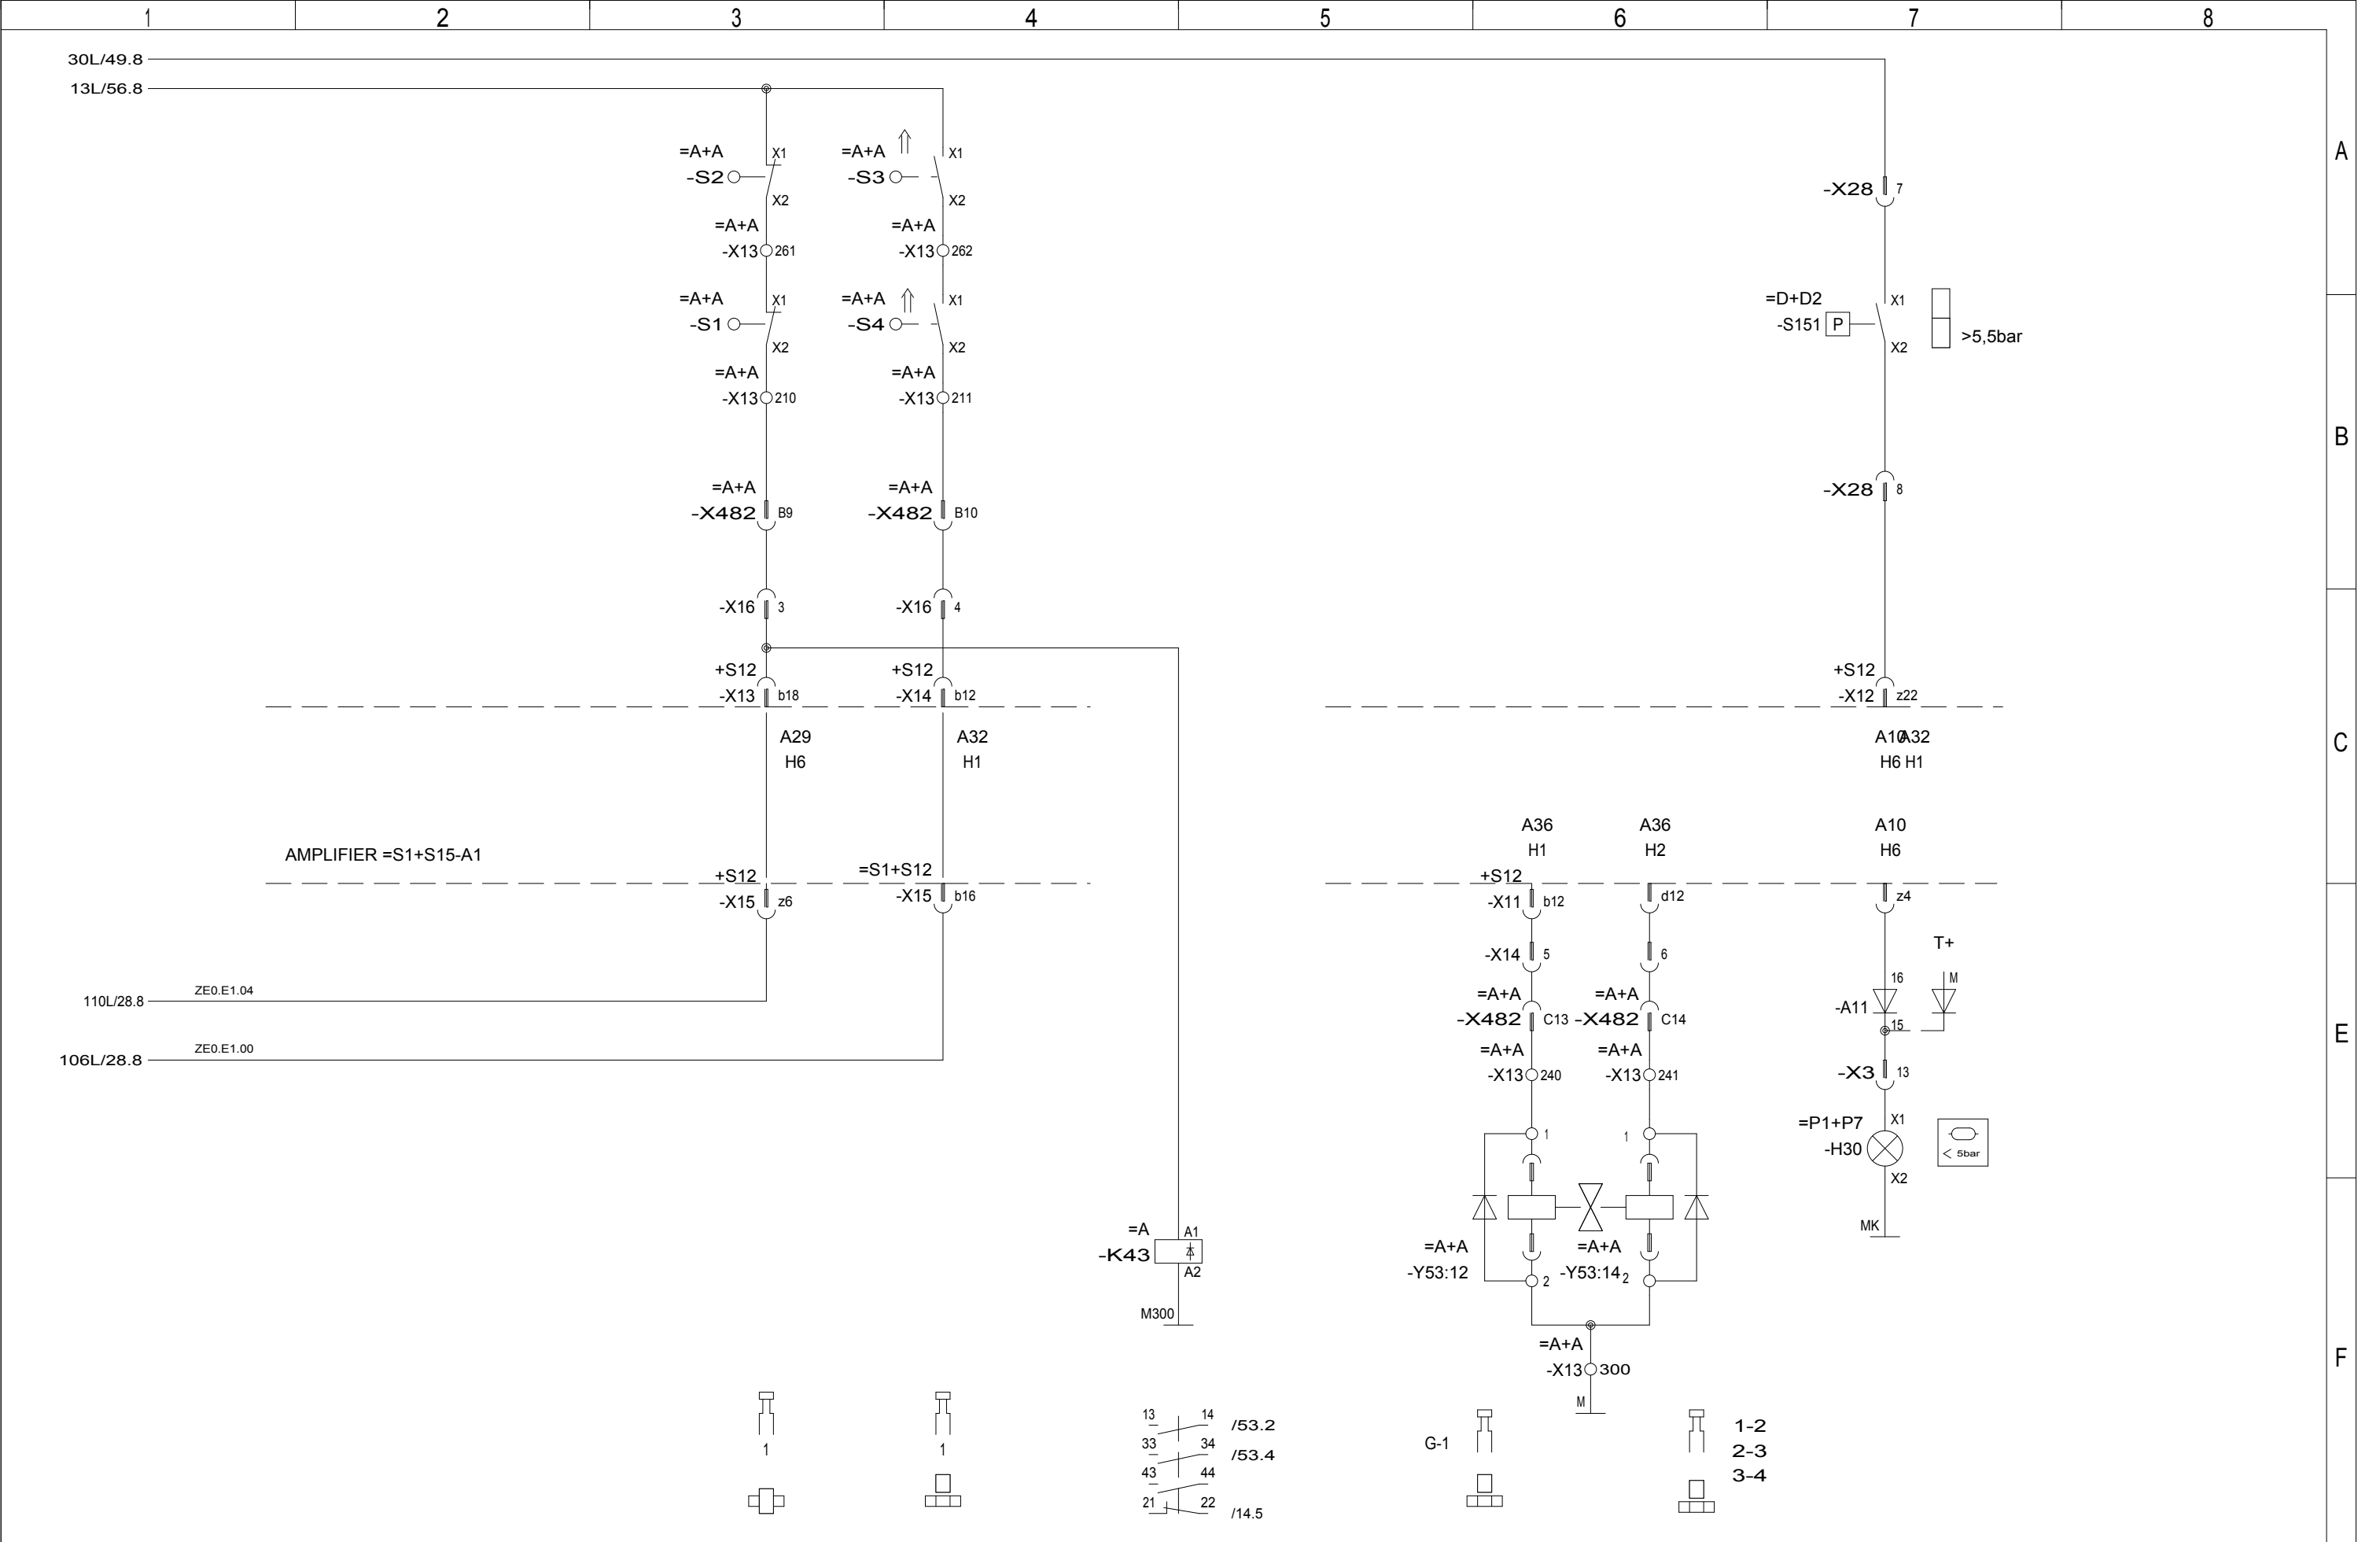 1 2 3 4 5 6 7 8
30L/49.8
13L/56.8
A
=A+A X1 =A+A X1
-S2 -S3
X2 X2
-X28 7
=A+A =A+A
-X13 261 -X13 262
=A+A X1 =A+A X1 =D+D2 X1
-S1 -S4 -S151 P
>5,5bar
X2 X2 X2
=A+A =A+A
-X13 210 -X13 211
B
=A+A =A+A
-X28 8
-X482 B9 -X482 B10
-X16 3 -X16 4
+S12 +S12 +S12
-X13 b18 -X14 b12 -X12 z22
A29 A32 A10 A32
C
H6 H1 H6 H1
A36 A36 A10
H1 H2 H6
AMPLIFIER =S1+S15-A1
+S12 =S1+S12 +S12
-X15 z6 -X15 b16 -X11 b12 d12 z4
T+
-X14 5 6
16 M
ZE0.E1.04 =A+A =A+A
110L/28.8 -A11
-X482 C13 -X482 C14 15
E
ZE0.E1.00 =A+A =A+A
106L/28.8
-X13 240 -X13 241 -X3 13
=P1+P7 X1
1 1
-H30 < 5bar
X2
=A A1 MK
-K43 =A+A =A+A
A2 -Y53:12 2 -Y53:14 2
M300
=A+A
F
-X13 300
M
13 14 /53.2 1-2
1 1 33 34 /53.4 G-1 2-3
43 44 3-4
21 22 /14.5